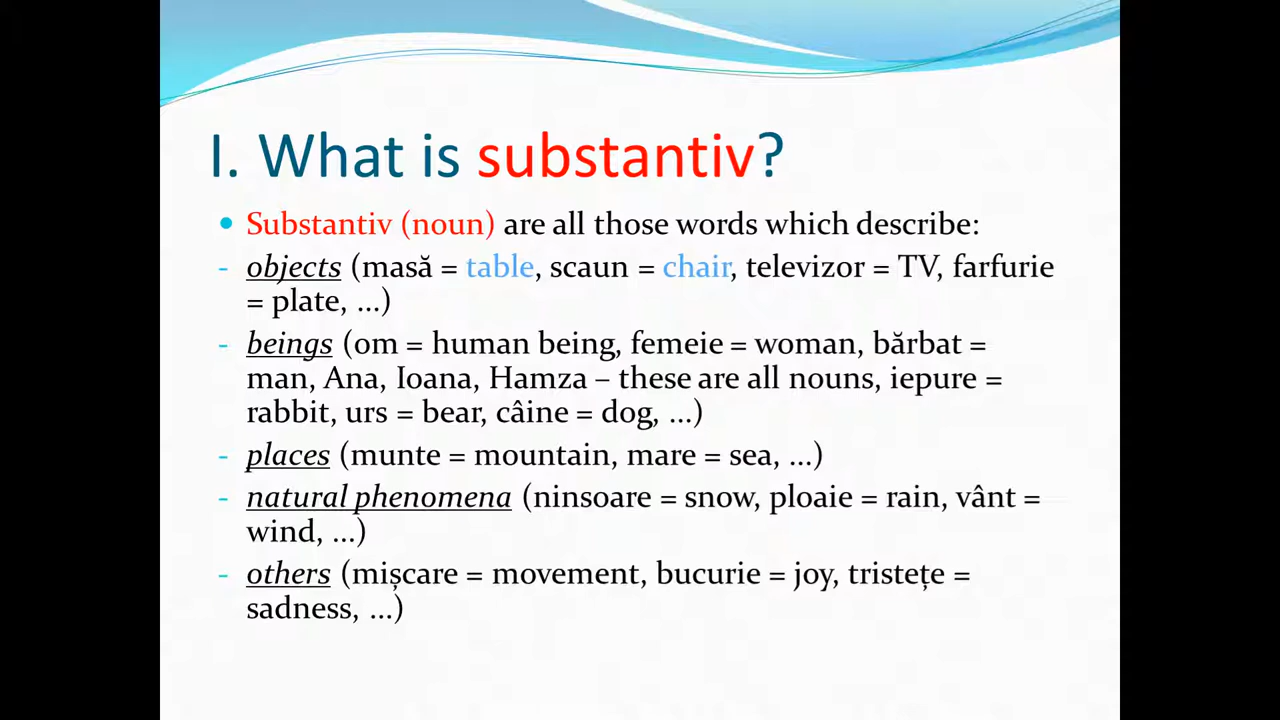 I. What is substantiv?
• Substantiv (noun) are all those words which describe:
- objects (masă = table, scaun = chair, televizor = TV, farfurie
= plate, ...)
- beings (om = human being, femeie = woman, bărbat =
man, Ana, Ioana, Hamza – these are all nouns, iepure =
rabbit, urs = bear, câine = dog, ...)
- places (munte = mountain, mare = sea, ...)
- natural phenomena (ninsoare = snow, ploaie = rain, vânt =
wind, ...)
- others (mișcare = movement, bucurie = joy, tristețe =
sadness, ...)